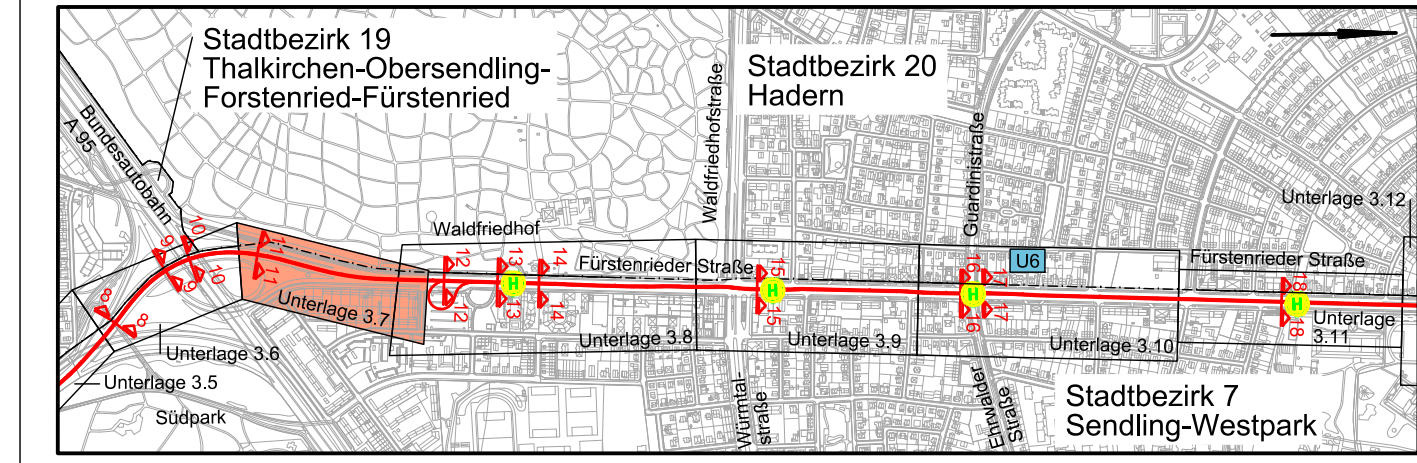 Stadtbezirk 19
Thalkirchen-Obersendling-
Forstenried-Fürstenried
Stadtbezirk 20
Hadern
Bundesautobahn
A 95
Waldfriedhofstraße
Guardinistraße
Unterlage 3.12
Waldfriedhof
Fürstenrieder Straße
U6
Fürstenrieder Straße
10
9
11
12
13
14
15
16
17
18
H
H
H
H
8
8
9
10
11
12
13
14
15
16
17
18
Unterlage 3.7
Unterlage 3.8
Unterlage 3.9
Unterlage 3.10
Unterlage
3.11
Unterlage 3.6
Unterlage 3.5
Südpark
Würmtal-
straße
Ehrwalder
Straße
Stadtbezirk 7
Sendling-Westpark